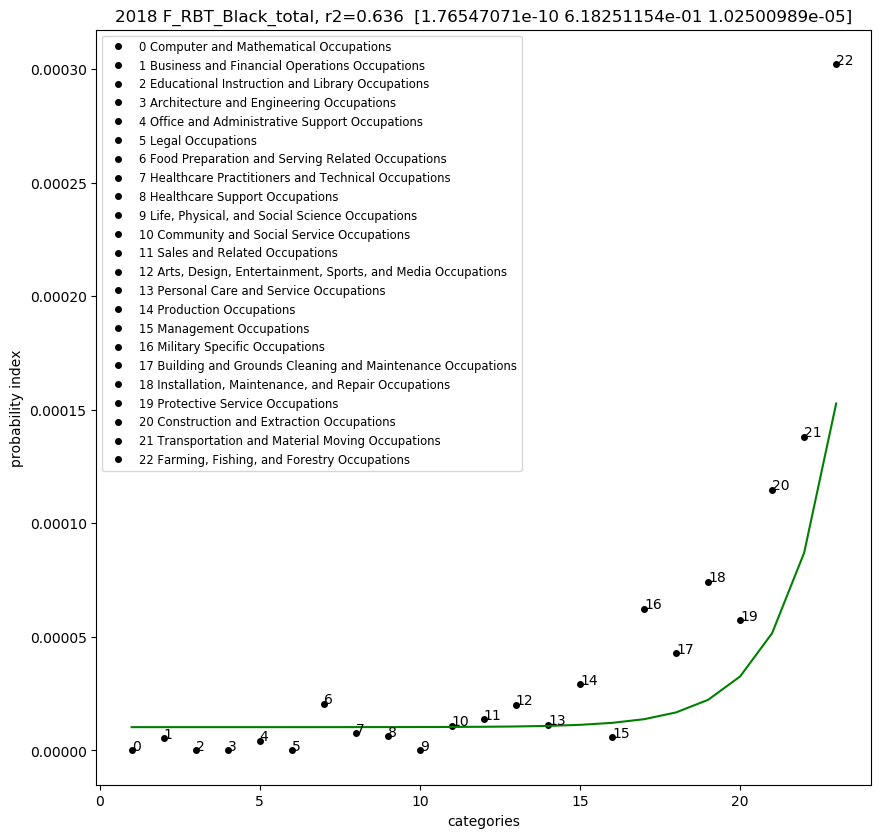 2018 F_RBT_Black_total, r2=0.636 [1.76547071e-10 6.18251154e-01 1.02500989e-05]
0 Computer and Mathematical Occupations
1 Business and Financial Operations Occupations
2 Educational Instruction and Library Occupations
3 Architecture and Engineering Occupations
4 Office and Administrative Support Occupations
5 Legal Occupations
6 Food Preparation and Serving Related Occupations
7 Healthcare Practitioners and Technical Occupations
8 Healthcare Support Occupations
9 Life, Physical, and Social Science Occupations
10 Community and Social Service Occupations
11 Sales and Related Occupations
12 Arts, Design, Entertainment, Sports, and Media Occupations
13 Personal Care and Service Occupations
14 Production Occupations
15 Management Occupations
16 Military Specific Occupations
17 Building and Grounds Cleaning and Maintenance Occupations
18 Installation, Maintenance, and Repair Occupations
19 Protective Service Occupations
20 Construction and Extraction Occupations
21 Transportation and Material Moving Occupations
22 Farming, Fishing, and Forestry Occupations
probability index
0.00030
0.00025
0.00020
0.00015
0.00010
0.00005
0.00000
0
1
2
3
4
5
6
7
8
9
10
11
12
13
14
15
16
17
18
19
20
21
22
0
5
10
15
20
categories